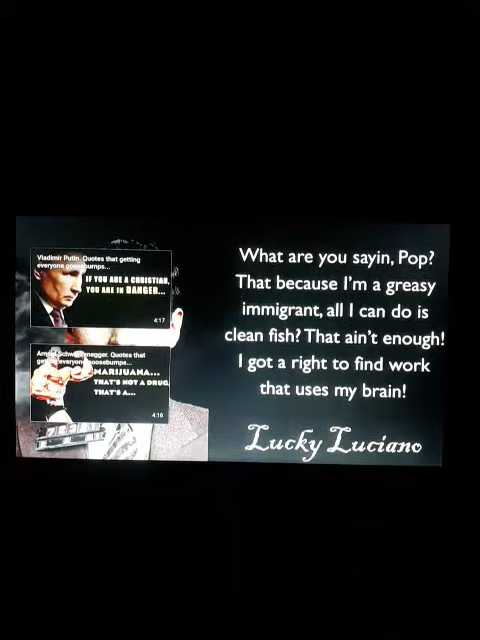 Vladimir Putin. Quotes that getting
everyone goosebumps...
IF YOU ARE A CHRISTIAN,
YOU ARE IN DANGER...
4:17
Arnold Schwarzenegger. Quotes that
getting everyone goosebumps...
MARIJUANA...
THAT'S NOT A DRUG,
THAT'S A...
4:16
What are you sayin, Pop?
That because I'm a greasy
immigrant, all I can do is
clean fish? That ain't enough!
I got a right to find work
that uses my brain!
Lucky Luciano